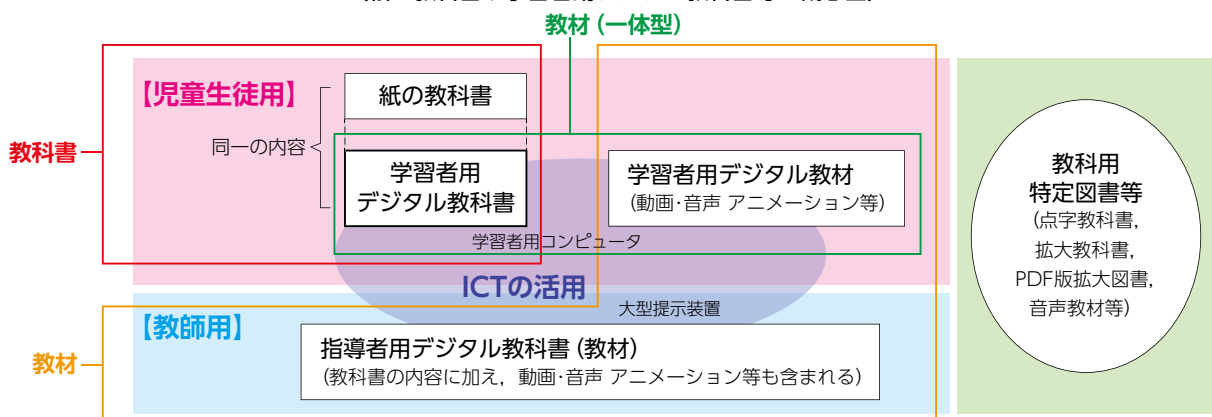 教材（一体型）
【児童生徒用】
紙の教科書
教科書
同一の内容
学習者用
デジタル教科書
学習者用デジタル教材
（動画･音声 アニメーション等）
学習者用コンピュータ
ICTの活用
大型提示装置
【教師用】
教材
指導者用デジタル教科書（教材）
（教科書の内容に加え，動画･音声 アニメーション等も含まれる）
教科用
特定図書等
（点字教科書，
拡大教科書，
PDF版拡大図書，
音声教材等）